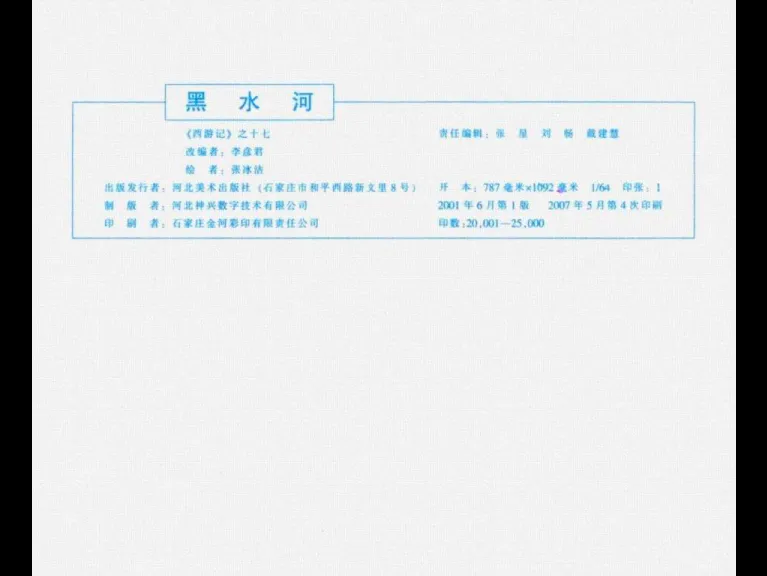 黑水河
《西游记》之十七
责任编辑：张 星 刘 畅 戴建慧
改编者：李彦君
绘 者：张冰洁
出版发行者：河北美术出版社（石家庄市和平西路新文里8号）
开 本：787毫米×1092毫米 1/64 印张：1
制 版 者：河北神兴数字技术有限公司
2001年6月第1版 2007年5月第4次印刷
印 刷 者：石家庄金河彩印有限责任公司
印数：20,001—25,000